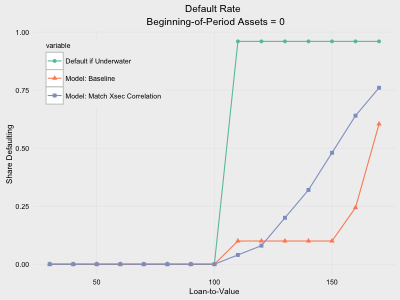 Default Rate
Beginning-of-Period Assets = 0
variable
Default if Underwater
Model: Baseline
Model: Match Xsec Correlation
Share Defaulting
1.00
0.75
0.50
0.25
0.00
50
100
150
Loan-to-Value